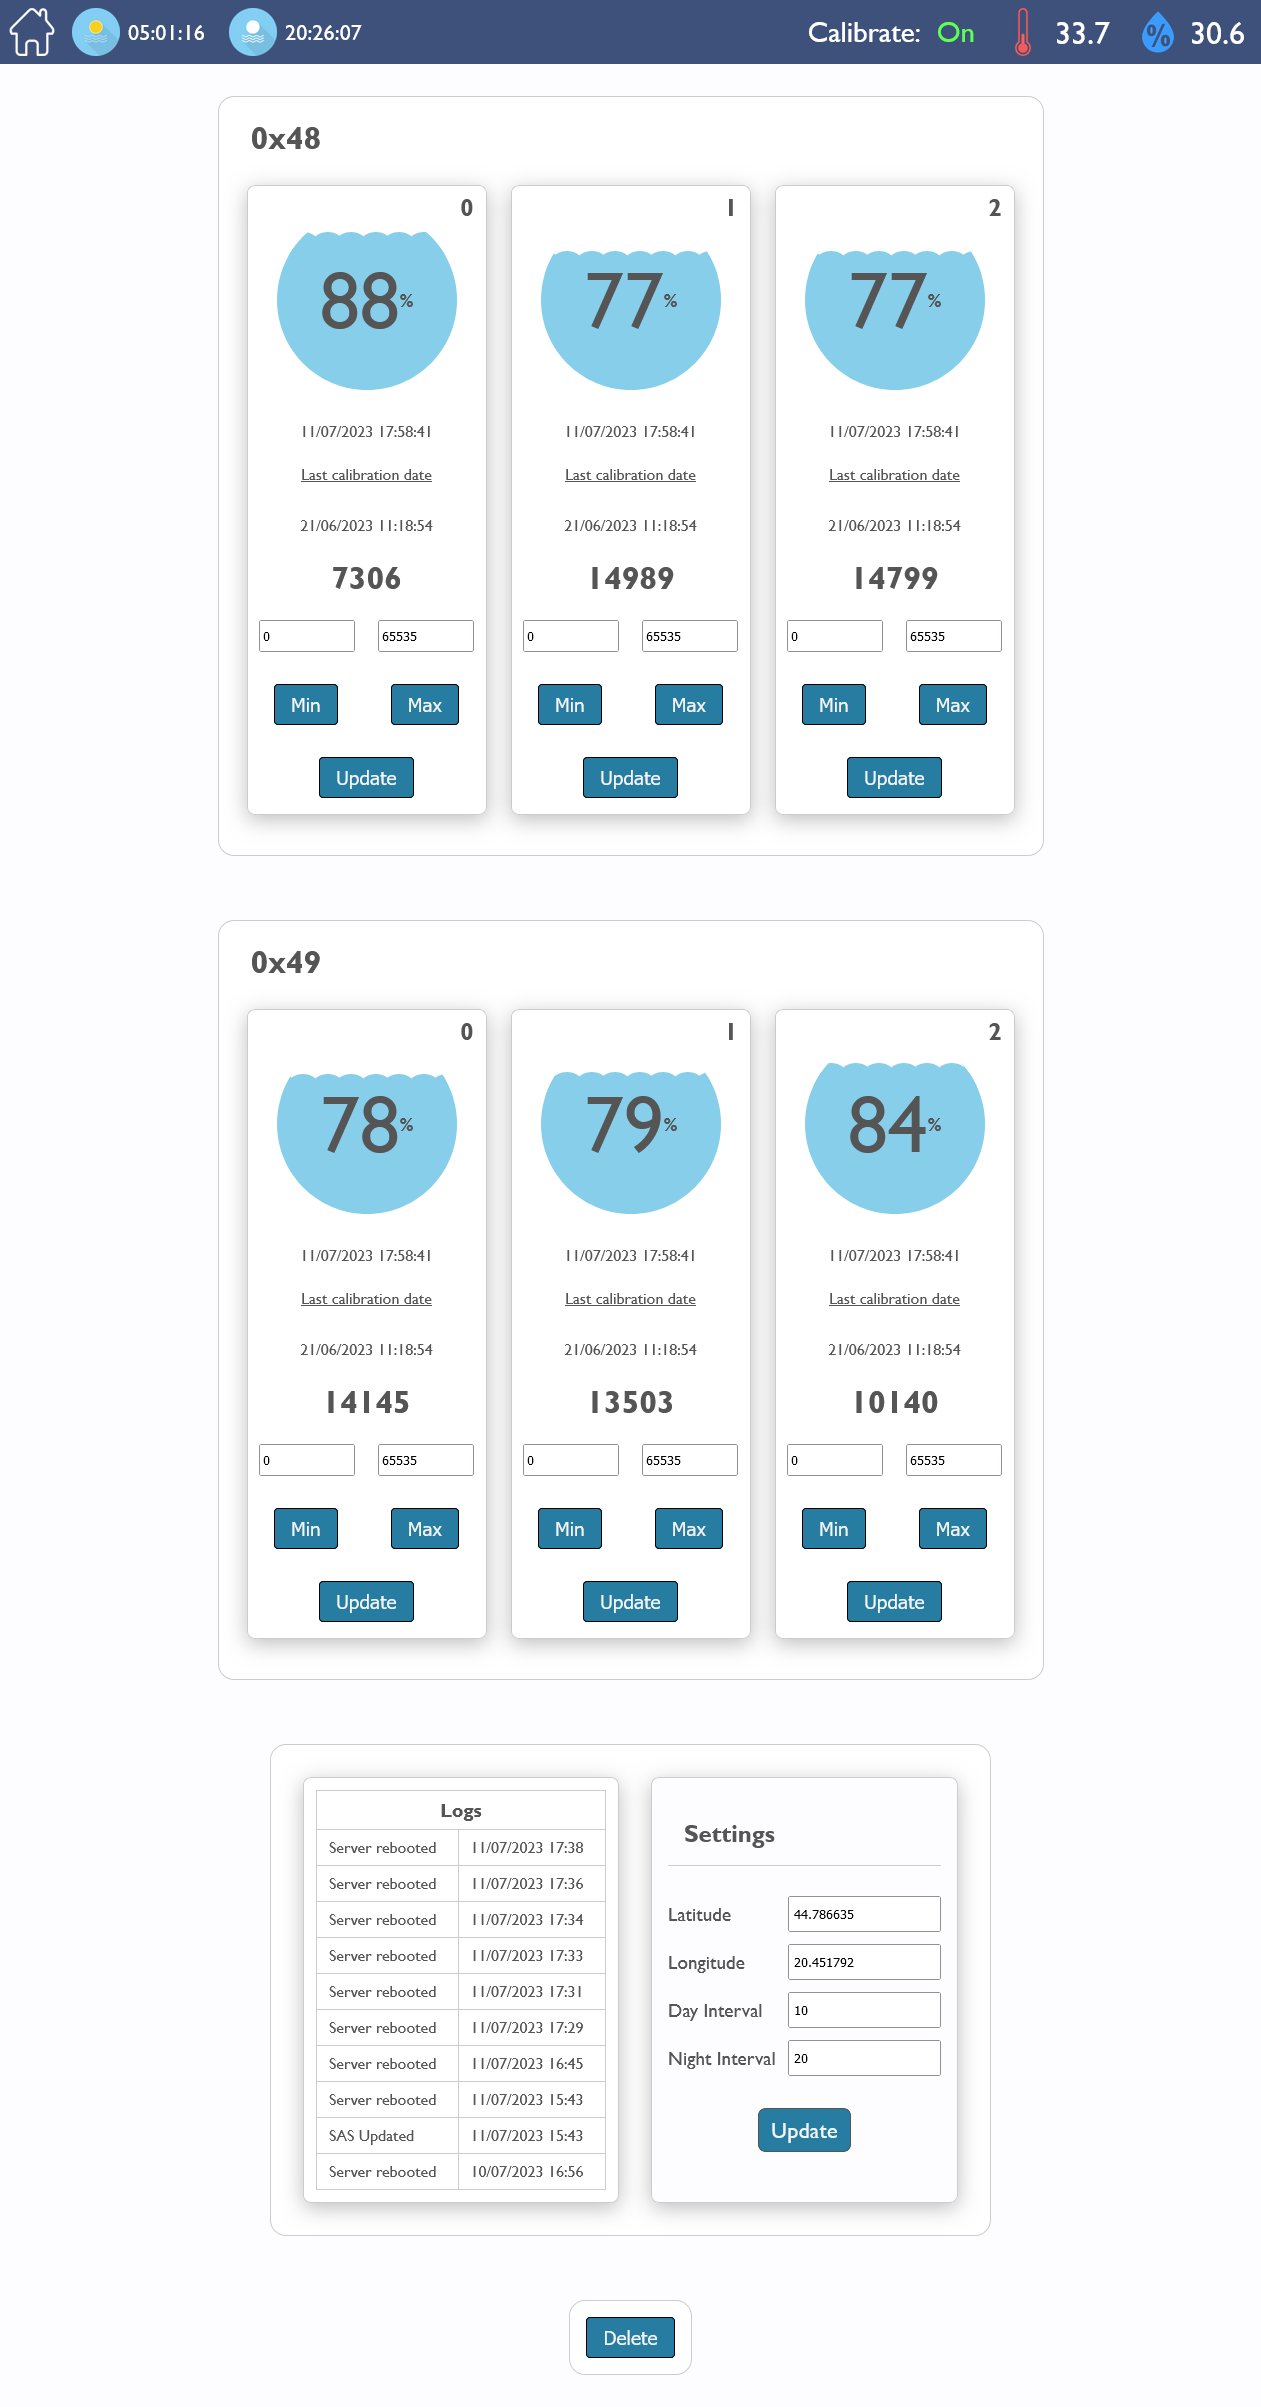 05:01:16 20:26:07 Calibrate: On 33.7 % 30.6
0x48
0 1 2
88% 77% 77%
11/07/2023 17:58:41 11/07/2023 17:58:41 11/07/2023 17:58:41
Last calibration date Last calibration date Last calibration date
21/06/2023 11:18:54 21/06/2023 11:18:54 21/06/2023 11:18:54
7306 14989 14799
0 65535 0 65535 0 65535
Min Max Min Max Min Max
Update Update Update
0x49
0 1 2
78% 79% 84%
11/07/2023 17:58:41 11/07/2023 17:58:41 11/07/2023 17:58:41
Last calibration date Last calibration date Last calibration date
21/06/2023 11:18:54 21/06/2023 11:18:54 21/06/2023 11:18:54
14145 13503 10140
0 65535 0 65535 0 65535
Min Max Min Max Min Max
Update Update Update
Logs
Server rebooted 11/07/2023 17:38
Server rebooted 11/07/2023 17:36
Server rebooted 11/07/2023 17:34
Server rebooted 11/07/2023 17:33
Server rebooted 11/07/2023 17:31
Server rebooted 11/07/2023 17:29
Server rebooted 11/07/2023 16:45
Server rebooted 11/07/2023 15:43
SAS Updated 11/07/2023 15:43
Server rebooted 10/07/2023 16:56
Settings
Latitude 44.786635
Longitude 20.451792
Day Interval 10
Night Interval 20
Update
Delete